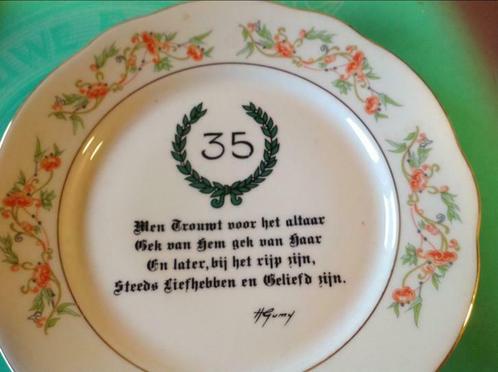 35
Men Trouwt voor het altaar
Gek van Hem gek van Haar
En later, bij het rijp zijn,
Steeds Liefhebben en Geliefd zijn.
HGumy